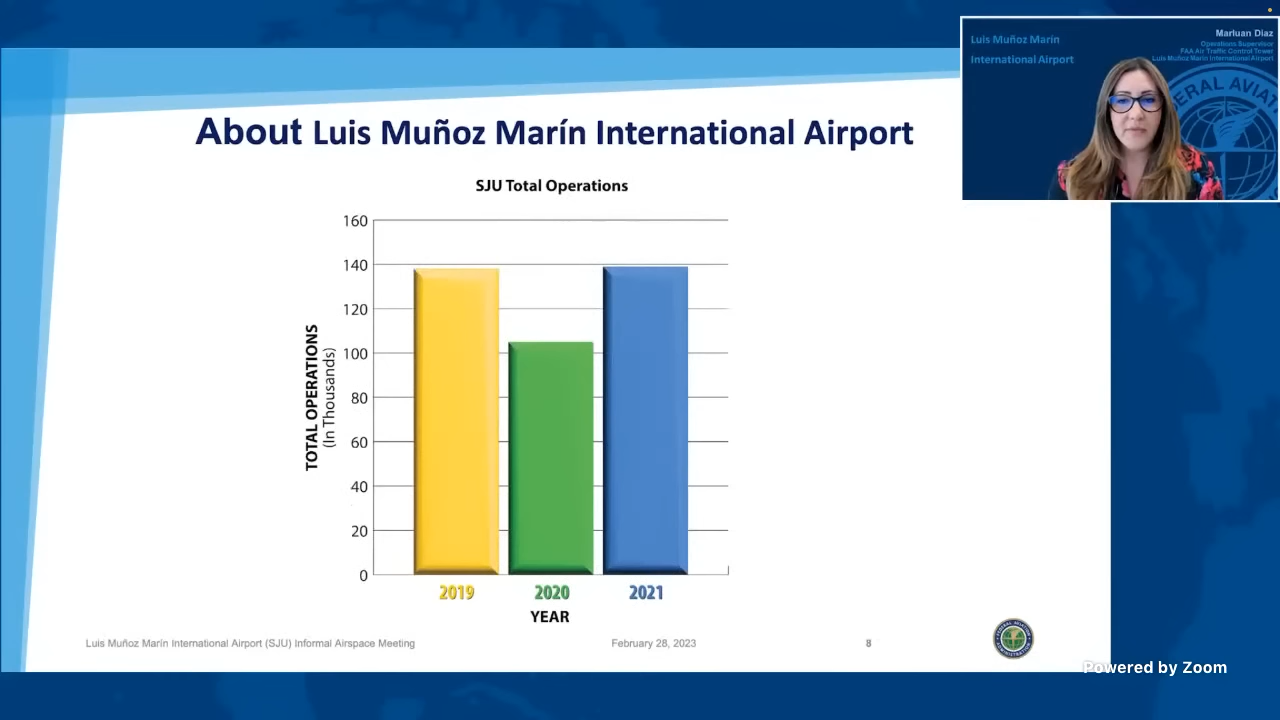 About Luis Muñoz Marín International Airport
SJU Total Operations
160
140
120
100
80
60
40
20
0
TOTAL OPERATIONS
(In Thousands)
2019 2020 2021
YEAR
Luis Muñoz Marín International Airport (SJU) Informal Airspace Meeting February 28, 2023 8
Luis Muñoz Marín
International Airport
Marluan Diaz
Operations Supervisor
FAA Air Traffic Control Tower
Luis Muñoz Marín International Airport
ERAL AVIAT
Powered by Zoom